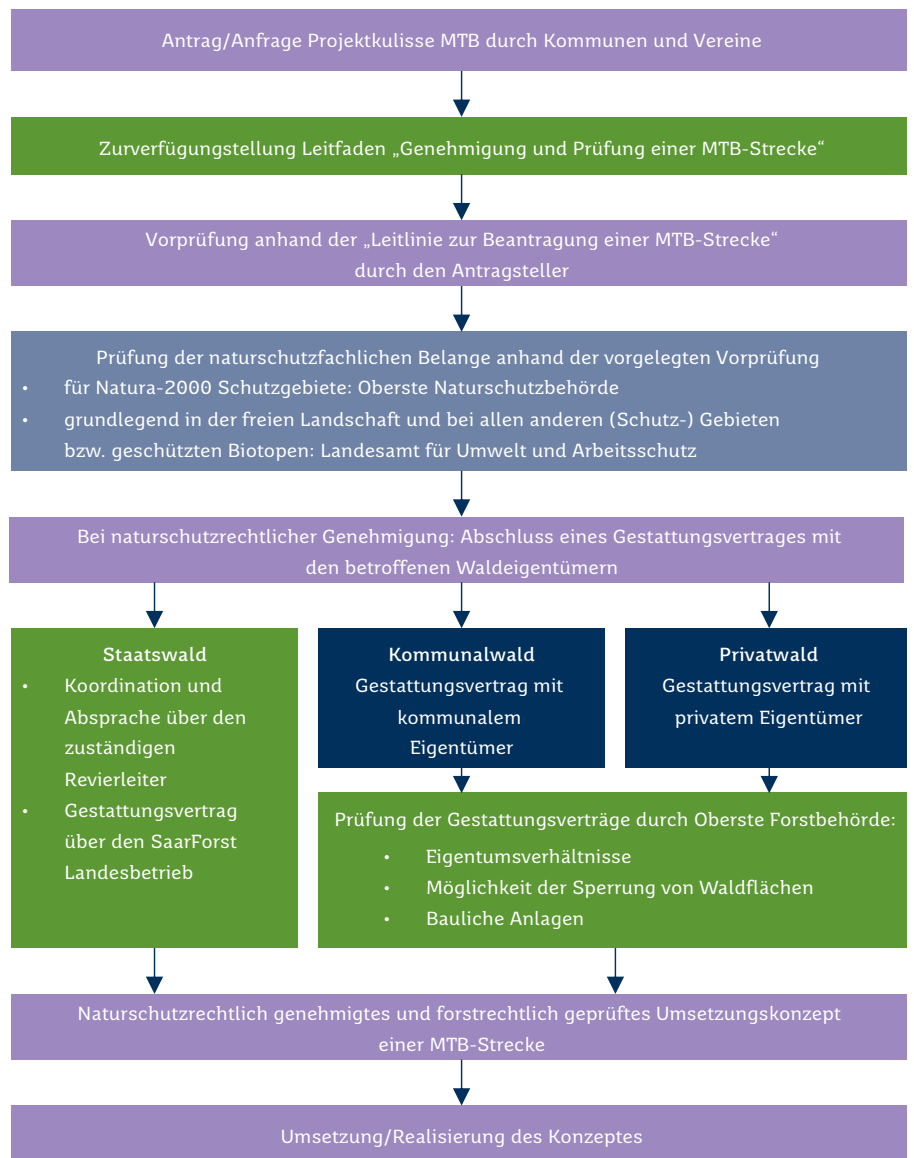 Antrag/Anfrage Projektkulisse MTB durch Kommunen und Vereine
Zurverfügungstellung Leitfaden „Genehmigung und Prüfung einer MTB-Strecke“
Vorprüfung anhand der „Leitlinie zur Beantragung einer MTB-Strecke“
durch den Antragsteller
Prüfung der naturschutzfachlichen Belange anhand der vorgelegten Vorprüfung
• für Natura-2000 Schutzgebiete: Oberste Naturschutzbehörde
• grundlegend in der freien Landschaft und bei allen anderen (Schutz-) Gebieten
bzw. geschützten Biotopen: Landesamt für Umwelt und Arbeitsschutz
Bei naturschutzrechtlicher Genehmigung: Abschluss eines Gestattungsvertrages mit
den betroffenen Waldeigentümern
Staatswald
• Koordination und
Absprache über den
zuständigen
Revierleiter
• Gestattungsvertrag
über den SaarForst
Landesbetrieb
Kommunalwald
Gestattungsvertrag mit
kommunalem
Eigentümer
Privatwald
Gestattungsvertrag mit
privatem Eigentümer
Prüfung der Gestattungsverträge durch Oberste Forstbehörde:
• Eigentumsverhältnisse
• Möglichkeit der Sperrung von Waldflächen
• Bauliche Anlagen
Naturschutzrechtlich genehmigtes und forstrechtlich geprüftes Umsetzungskonzept
einer MTB-Strecke
Umsetzung/Realisierung des Konzeptes